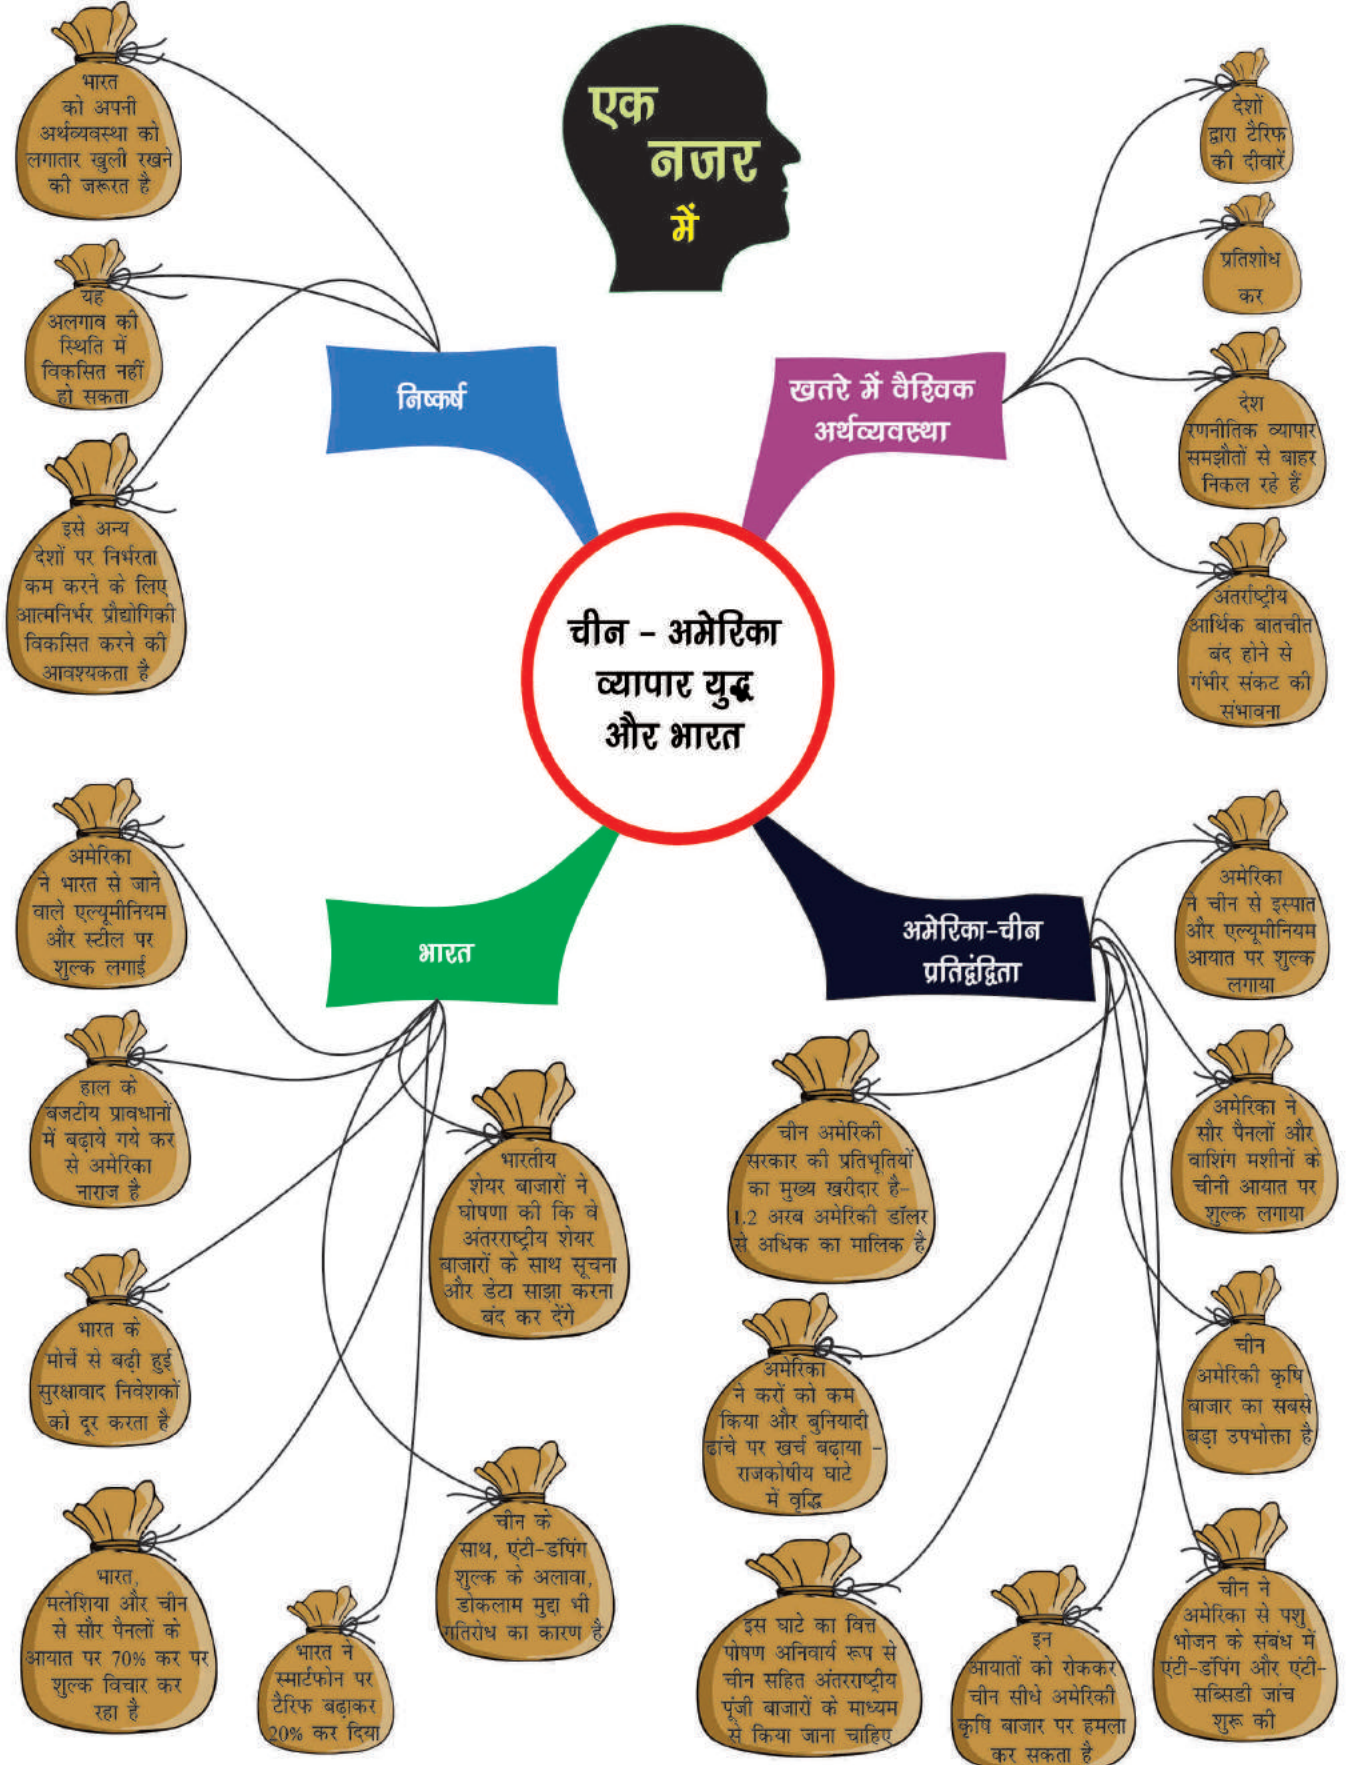 एक
नजर
में
चीन - अमेरिका
व्यापार युद्ध
और भारत
खतरे में वैश्विक
अर्थव्यवस्था
देशों
द्वारा टैरिफ
की दीवारें
प्रतिशोध
कर
देश
रणनीतिक व्यापार
समझौतों से बाहर
निकल रहे हैं
अंतर्राष्ट्रीय
आर्थिक बातचीत
बंद होने से
गंभीर संकट की
संभावना
अमेरिका-चीन
प्रतिद्वंद्विता
अमेरिका
ने चीन से इस्पात
और एल्यूमीनियम
आयात पर शुल्क
लगाया
अमेरिका ने
सौर पैनलों और
वाशिंग मशीनों के
चीनी आयात पर
शुल्क लगाया
चीन
अमेरिकी कृषि
बाजार का सबसे
बड़ा उपभोक्ता है
चीन ने
अमेरिका से पशु
भोजन के संबंध में
एंटी-डंपिंग और एंटी-
सब्सिडी जांच
शुरू की
इन
आयातों को रोककर
चीन सीधे अमेरिकी
कृषि बाजार पर हमला
कर सकता है
इस घाटे का वित्त
पोषण अनिवार्य रूप से
चीन सहित अंतरराष्ट्रीय
पूंजी बाजारों के माध्यम
से किया जाना चाहिए
अमेरिका
ने करों को कम
किया और बुनियादी
ढांचे पर खर्च बढ़ाया -
राजकोषीय घाटे
में वृद्धि
चीन अमेरिकी
सरकार की प्रतिभूतियों
का मुख्य खरीदार है-
1.2 अरब अमेरिकी डॉलर
से अधिक का मालिक है
भारत
भारतीय
शेयर बाजारों ने
घोषणा की कि वे
अंतरराष्ट्रीय शेयर
बाजारों के साथ सूचना
और डेटा साझा करना
बंद कर देंगे
चीन के
साथ, एंटी-डंपिंग
शुल्क के अलावा,
डोकलाम मुद्दा भी
गतिरोध का कारण है
भारत ने
स्मार्टफोन पर
टैरिफ बढ़ाकर
20% कर दिया
भारत,
मलेशिया और चीन
से सौर पैनलों के
आयात पर 70% कर पर
शुल्क विचार कर
रहा है
भारत के
मोर्चे से बढ़ी हुई
सुरक्षावाद निवेशकों
को दूर करता है
हाल के
बजटीय प्रावधानों
में बढ़ाये गये कर
से अमेरिका
नाराज है
अमेरिका
ने भारत से जाने
वाले एल्यूमीनियम
और स्टील पर
शुल्क लगाई
निष्कर्ष
भारत
को अपनी
अर्थव्यवस्था को
लगातार खुली रखने
की जरूरत है
यह
अलगाव की
स्थिति में
विकसित नहीं
हो सकता
इसे अन्य
देशों पर निर्भरता
कम करने के लिए
आत्मनिर्भर प्रौद्योगिकी
विकसित करने की
आवश्यकता है